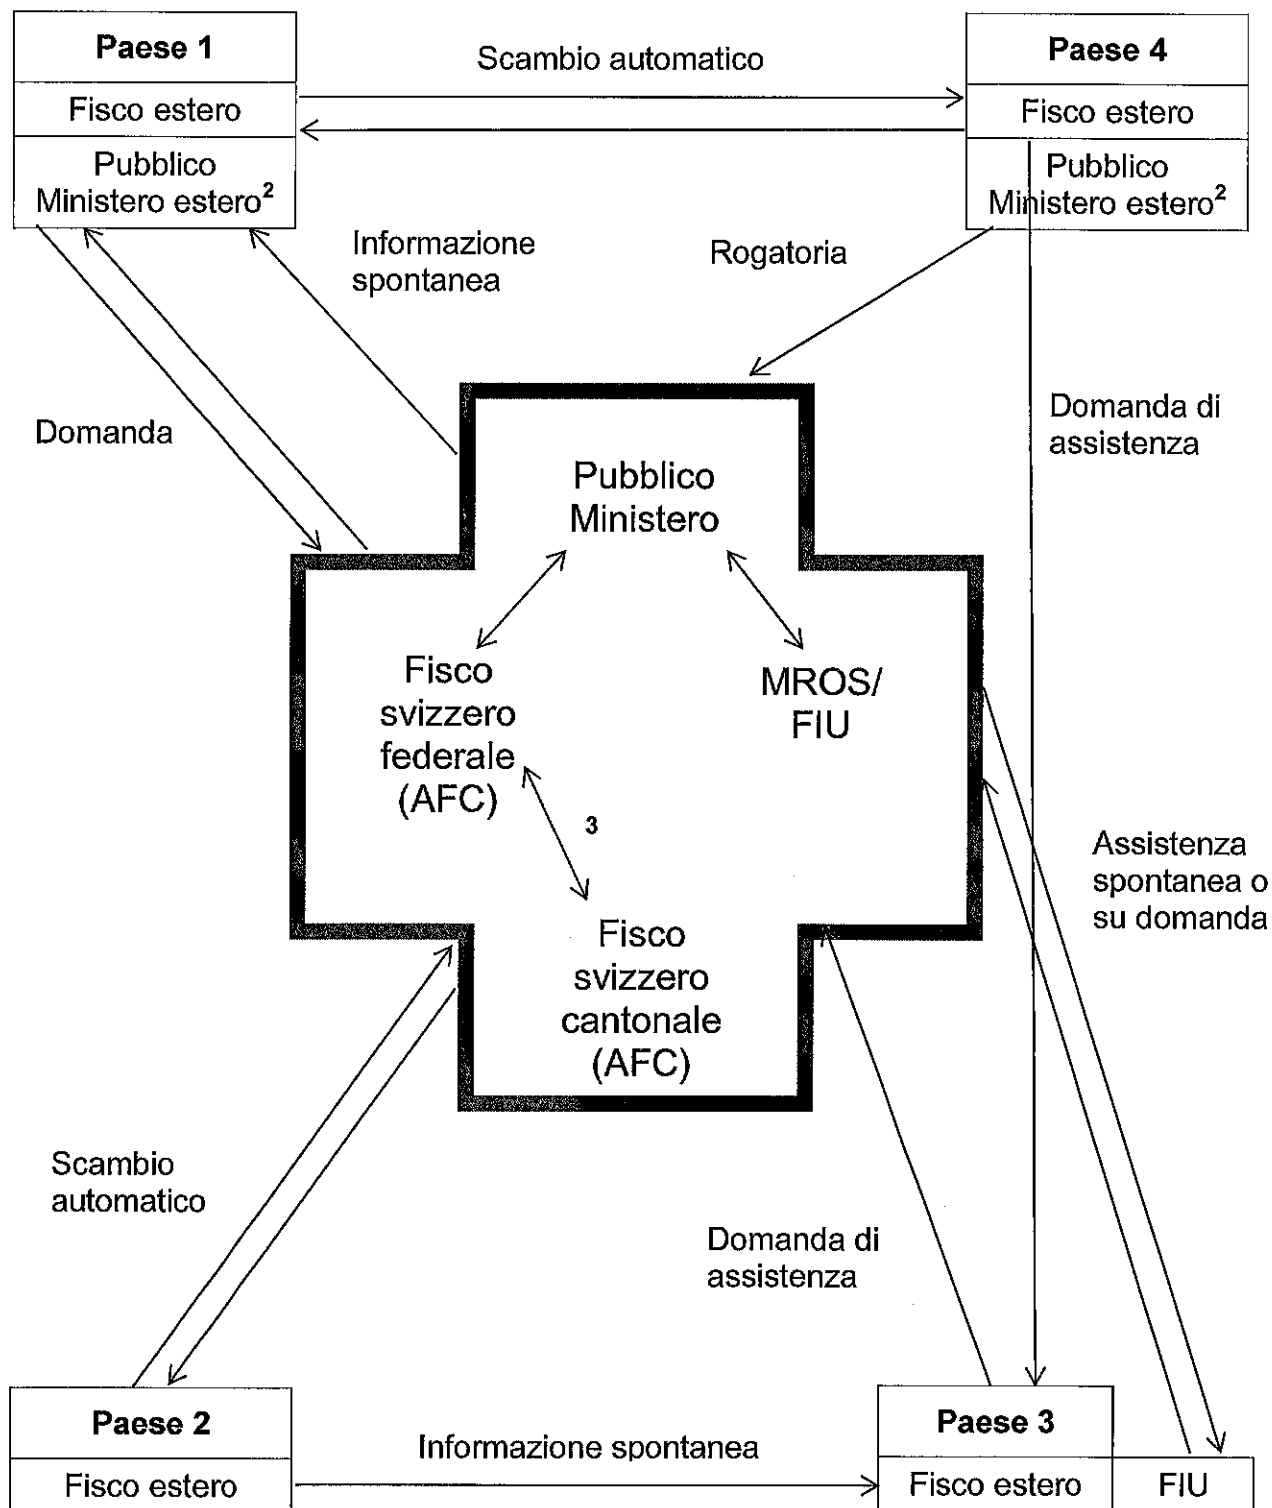 Paese 1
Fisco estero
Pubblico
Ministero estero²
Scambio automatico
Paese 4
Fisco estero
Pubblico
Ministero estero²
Informazione
spontanea
Rogatoria
Domanda
Domanda di
assistenza
Pubblico
Ministero
Fisco
svizzero
federale
(AFC)
MROS/
FIU
3
Assistenza
spontanea o
su domanda
Fisco
svizzero
cantonale
(AFC)
Scambio
automatico
Domanda di
assistenza
Paese 2
Fisco estero
Informazione spontanea
Paese 3
Fisco estero
FIU